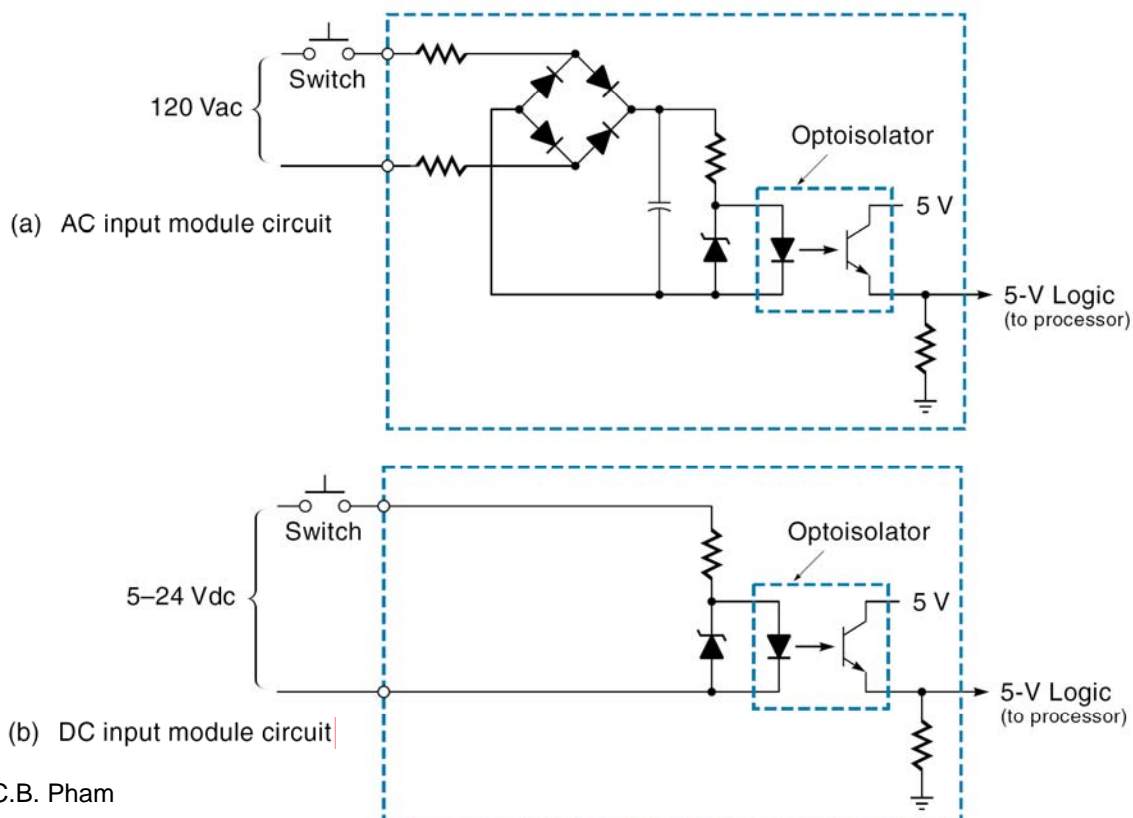 Switch
120 Vac
Optoisolator
5 V
(a) AC input module circuit
5-V Logic
(to processor)
Switch
Optoisolator
5–24 Vdc
5 V
5-V Logic
(to processor)
(b) DC input module circuit
C.B. Pham